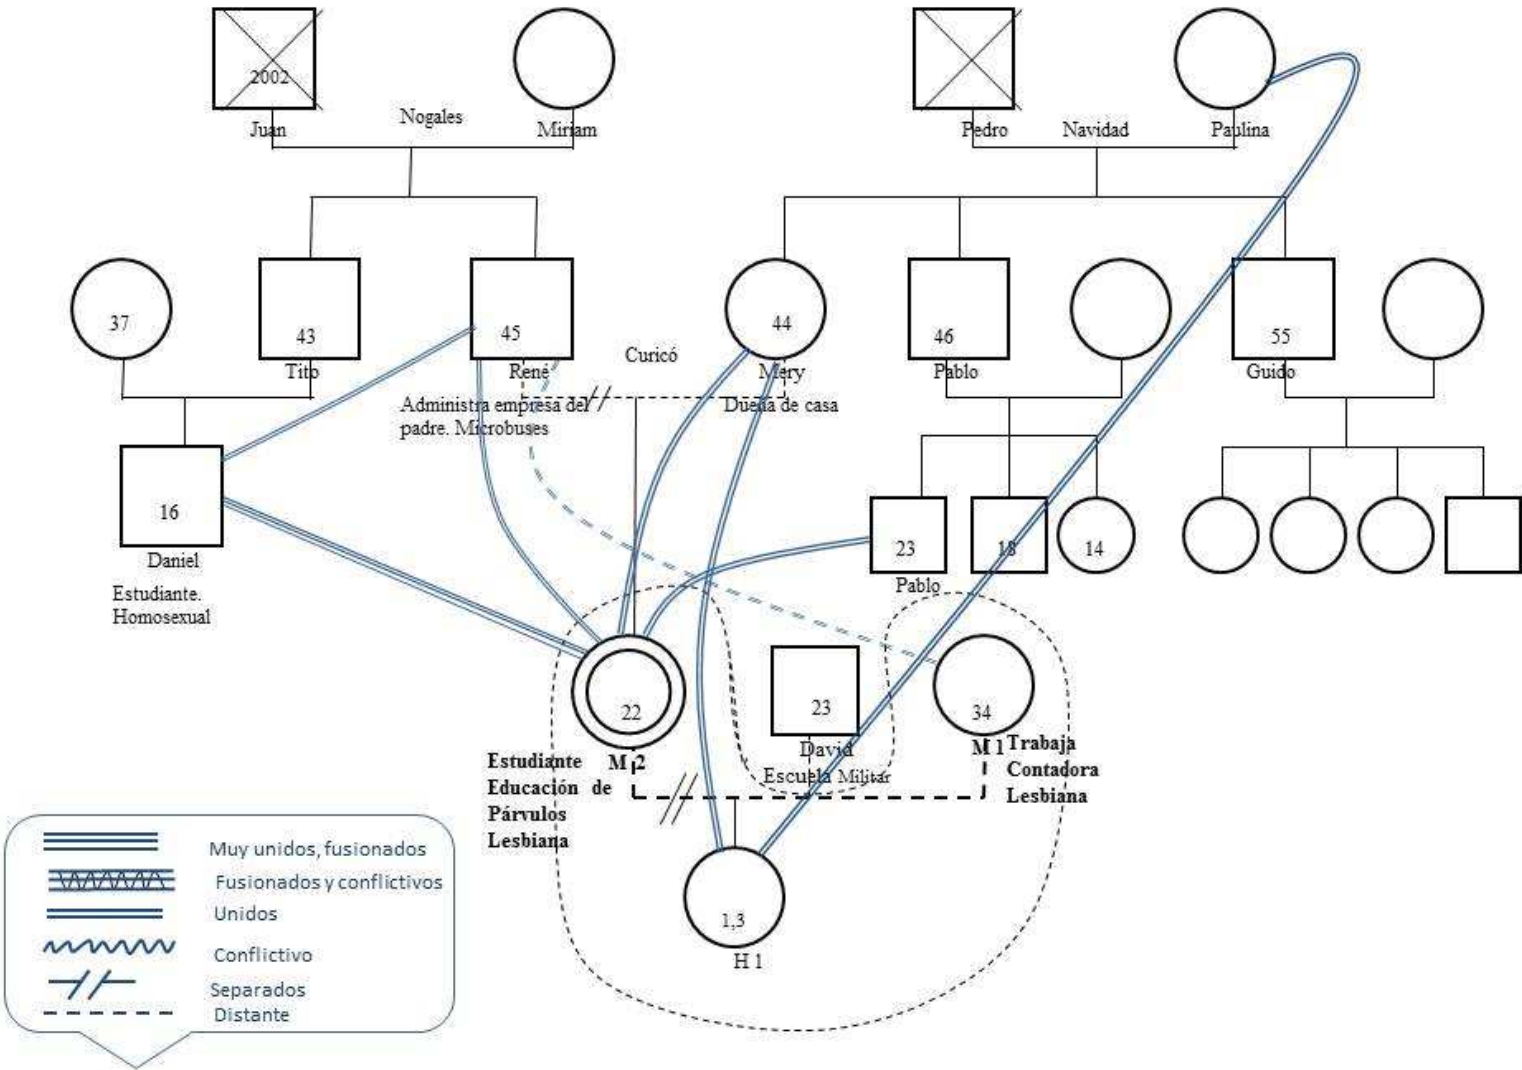 2002
Juan
Nogales
Miriam
Pedro
Navidad
Paulina
37
43
Tito
45
René
Curicó
44
Mery
46
Pablo
55
Guido
Administra empresa del
padre. Microbuses
Dueña de casa
16
Daniel
Estudiante.
Homosexual
23
Pablo
18
14
22
M 2
23
David
Escuela Militar
34
M 1
Trabaja
Contadora
Lesbiana
Estudiante
Educación de
Párvulos
Lesbiana
1,3
H 1
Muy unidos, fusionados
Fusionados y conflictivos
Unidos
Conflictivo
Separados
Distante